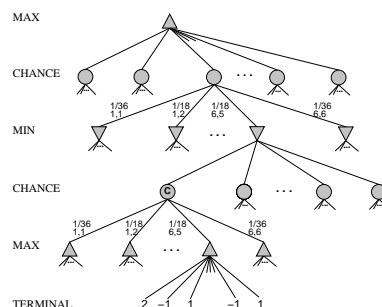 MAX
CHANCE
...
1/36 1/18 1/18 1/36
1,1 1,2 6,5 6,6
MIN
...
CHANCE
C ...
1/36 1/18 1/18 1/36
1,1 1,2 6,5 6,6
MAX
...
TERMINAL 2 −1 1 −1 1